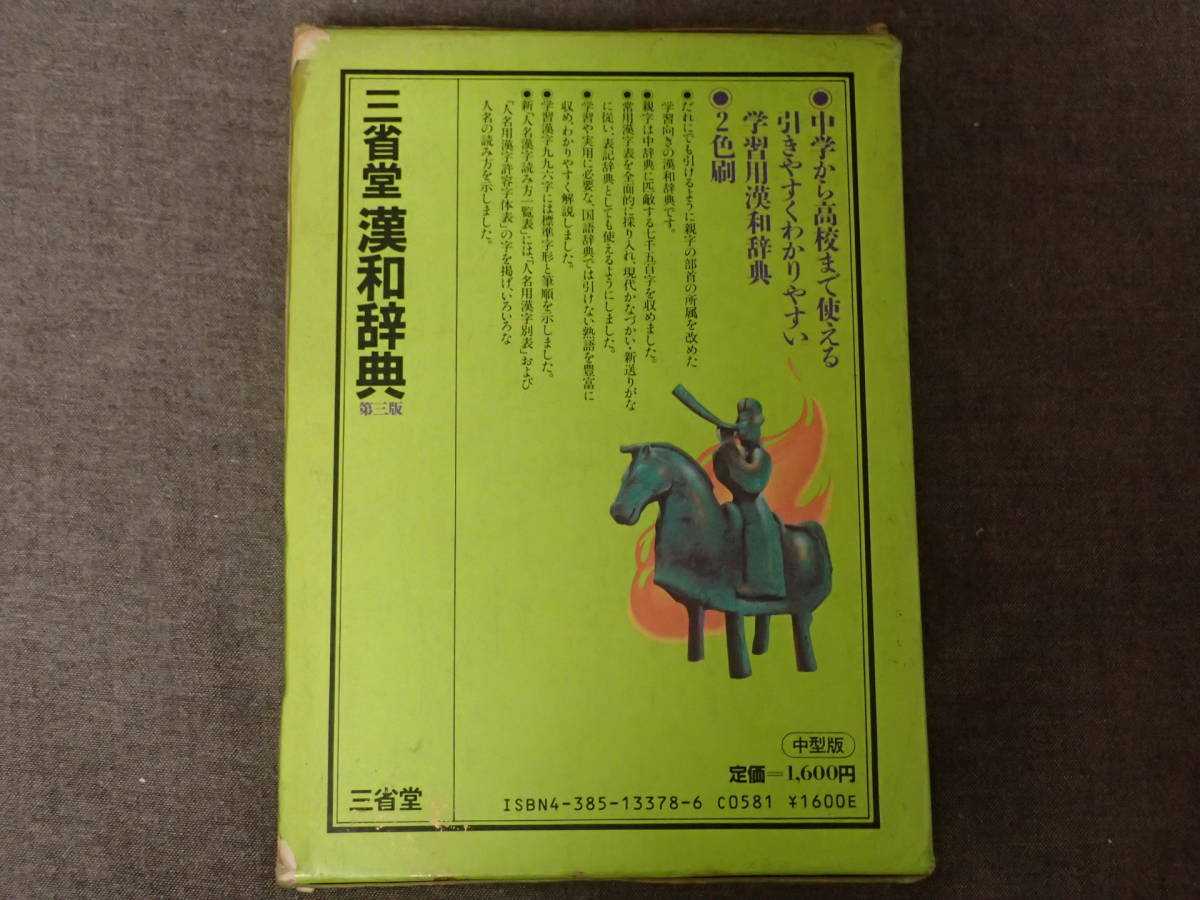 ●中学から高校まで使える
引きやすくわかりやすい
学習用漢和辞典
●2色刷
●だれにでも引けるように親字の部首の所属を改めた
学習向きの漢和辞典です。
●親字は中辞典に匹敵する七千五百字を収めました。
●常用漢字表を全面的に採り入れ、現代かなづかい・新送りがな
に従い、表記辞典としても使えるようにしました。
●学習や実用に必要な、国語辞典では引けない熟語を豊富に
収め、わかりやすく解説しました。
●学習漢字九九六字には標準字形と筆順を示しました。
●新「人名漢字読み方一覧表」には、「人名用漢字別表」および
「人名用漢字許容字体表」の字を掲げ、いろいろな
人名の読み方を示しました。
三省堂 漢和辞典
第三版
中型版
定価=1,600円
ISBN4-385-13378-6 C0581 ¥1600E
三省堂